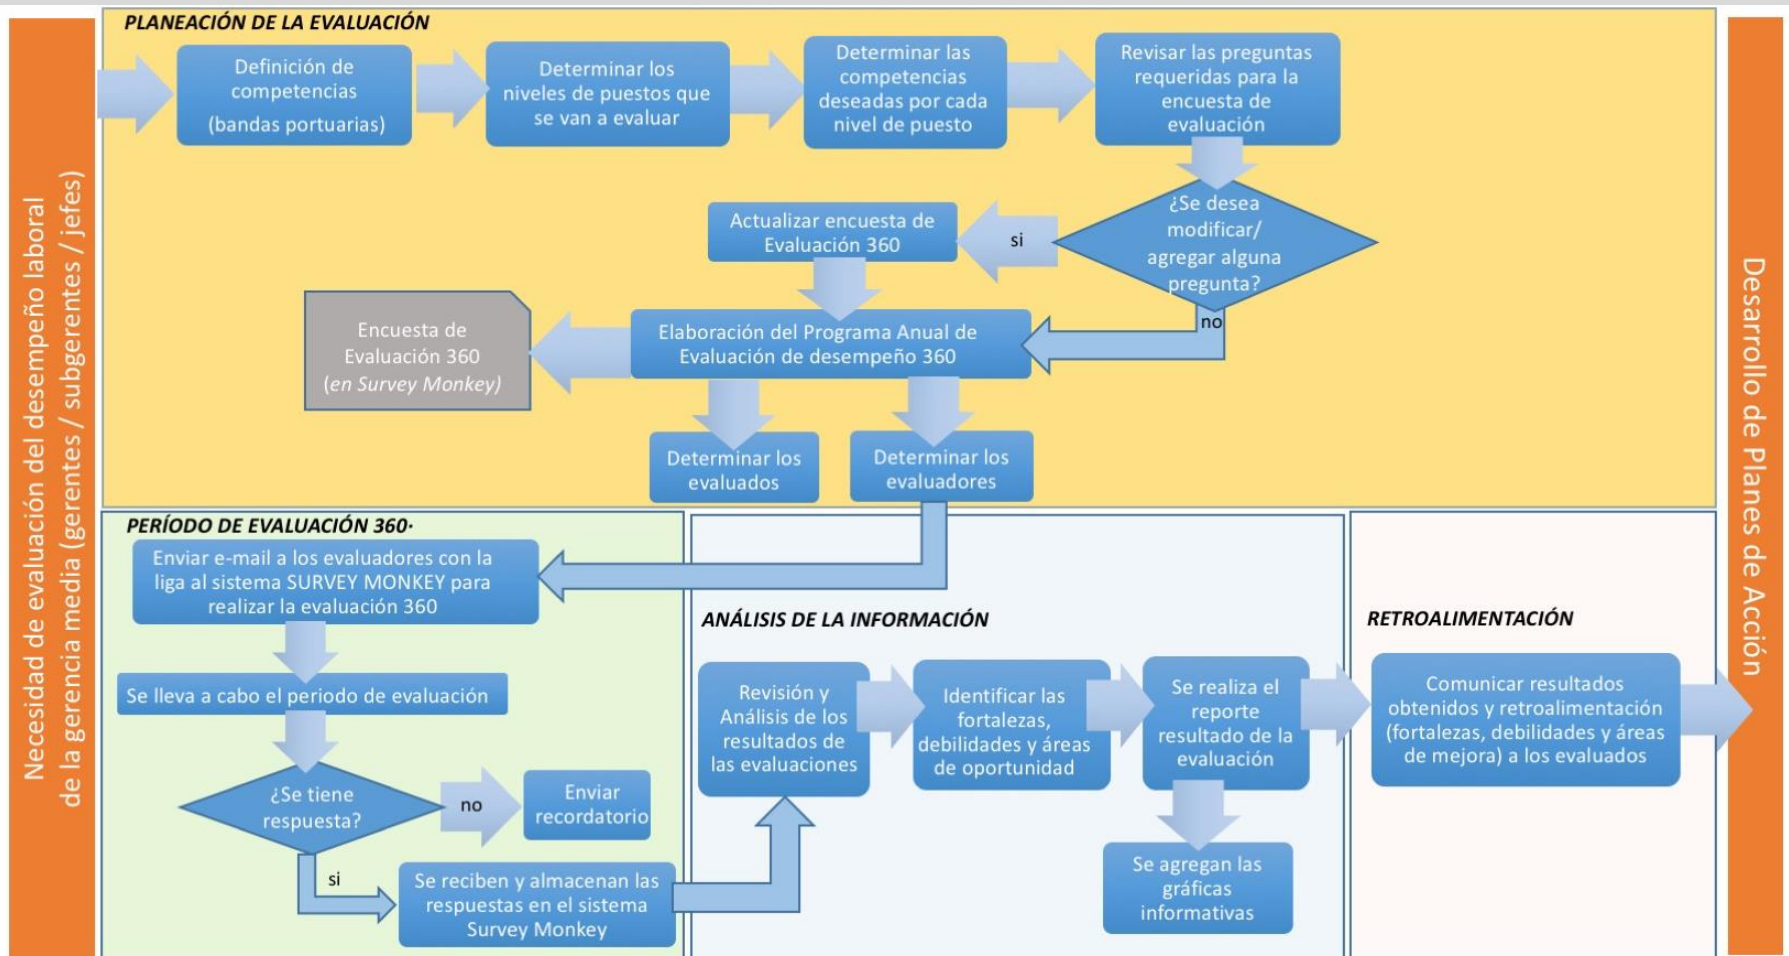 Necesidad de evaluación del desempeño laboral
de la gerencia media (gerentes / subgerentes / jefes)
PLANEACIÓN DE LA EVALUACIÓN
Definición de
competencias
(bandas portuarias)
Determinar los
niveles de puestos que
se van a evaluar
Determinar las
competencias
deseadas por cada
nivel de puesto
Revisar las preguntas
requeridas para la
encuesta de
evaluación
¿Se desea
modificar/
agregar alguna
pregunta?
si
no
Actualizar encuesta de
Evaluación 360
Elaboración del Programa Anual de
Evaluación de desempeño 360
Encuesta de
Evaluación 360
(en Survey Monkey)
Determinar los
evaluados
Determinar los
evaluadores
PERÍODO DE EVALUACIÓN 360·
Enviar e-mail a los evaluadores con la
liga al sistema SURVEY MONKEY para
realizar la evaluación 360
Se lleva a cabo el periodo de evaluación
¿Se tiene
respuesta?
no
Enviar
recordatorio
si
Se reciben y almacenan las
respuestas en el sistema
Survey Monkey
ANÁLISIS DE LA INFORMACIÓN
Revisión y
Análisis de los
resultados de
las evaluaciones
Identificar las
fortalezas,
debilidades y áreas
de oportunidad
Se realiza el
reporte
resultado de la
evaluación
Se agregan las
gráficas
informativas
RETROALIMENTACIÓN
Comunicar resultados
obtenidos y retroalimentación
(fortalezas, debilidades y áreas
de mejora) a los evaluados
Desarrollo de Planes de Acción